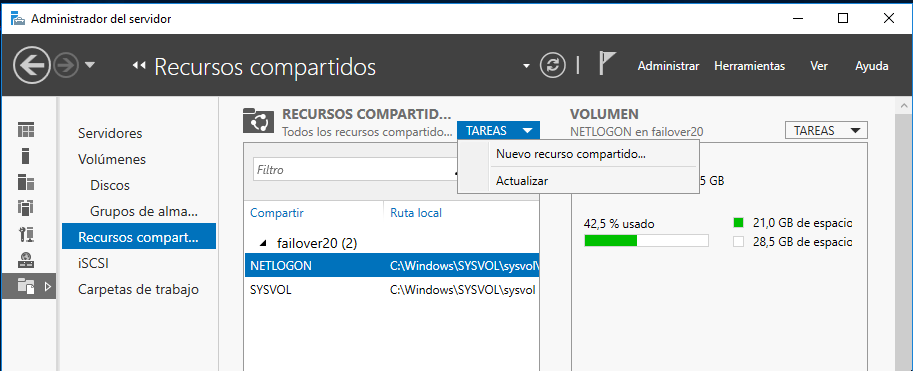 Administrador del servidor
Recursos compartidos
Administrar Herramientas Ver Ayuda
Servidores
Volúmenes
Discos
Grupos de alma...
Recursos compart...
iSCSI
Carpetas de trabajo
RECURSOS COMPARTID...
Todos los recursos compartido...
TAREAS
Nuevo recurso compartido...
Actualizar
Filtro
Compartir Ruta local
failover20 (2)
NETLOGON C:\Windows\SYSVOL\sysvol\
SYSVOL C:\Windows\SYSVOL\sysvol
VOLUMEN
NETLOGON en failover20
TAREAS
5 GB
42,5 % usado
21,0 GB de espacio
28,5 GB de espacio